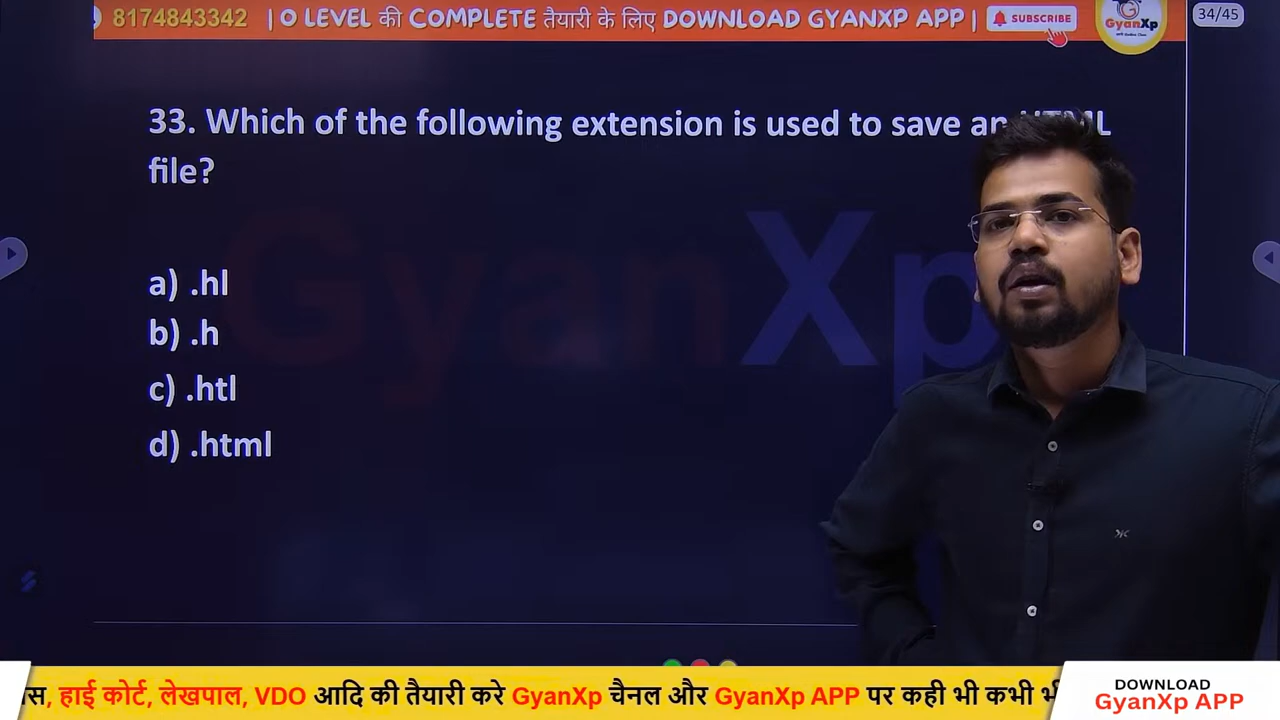 8174843342 | O LEVEL की COMPLETE तैयारी के लिए DOWNLOAD GYANXP APP |
SUBSCRIBE
GyanXp
34/45
33. Which of the following extension is used to save an HTML
file?
GyanXp
a) .hl
b) .h
c) .htl
d) .html
हाई कोर्ट, लेखपाल, VDO आदि की तैयारी करे GyanXp चैनल और GyanXp APP पर कही भी कभी
DOWNLOAD
GyanXp APP